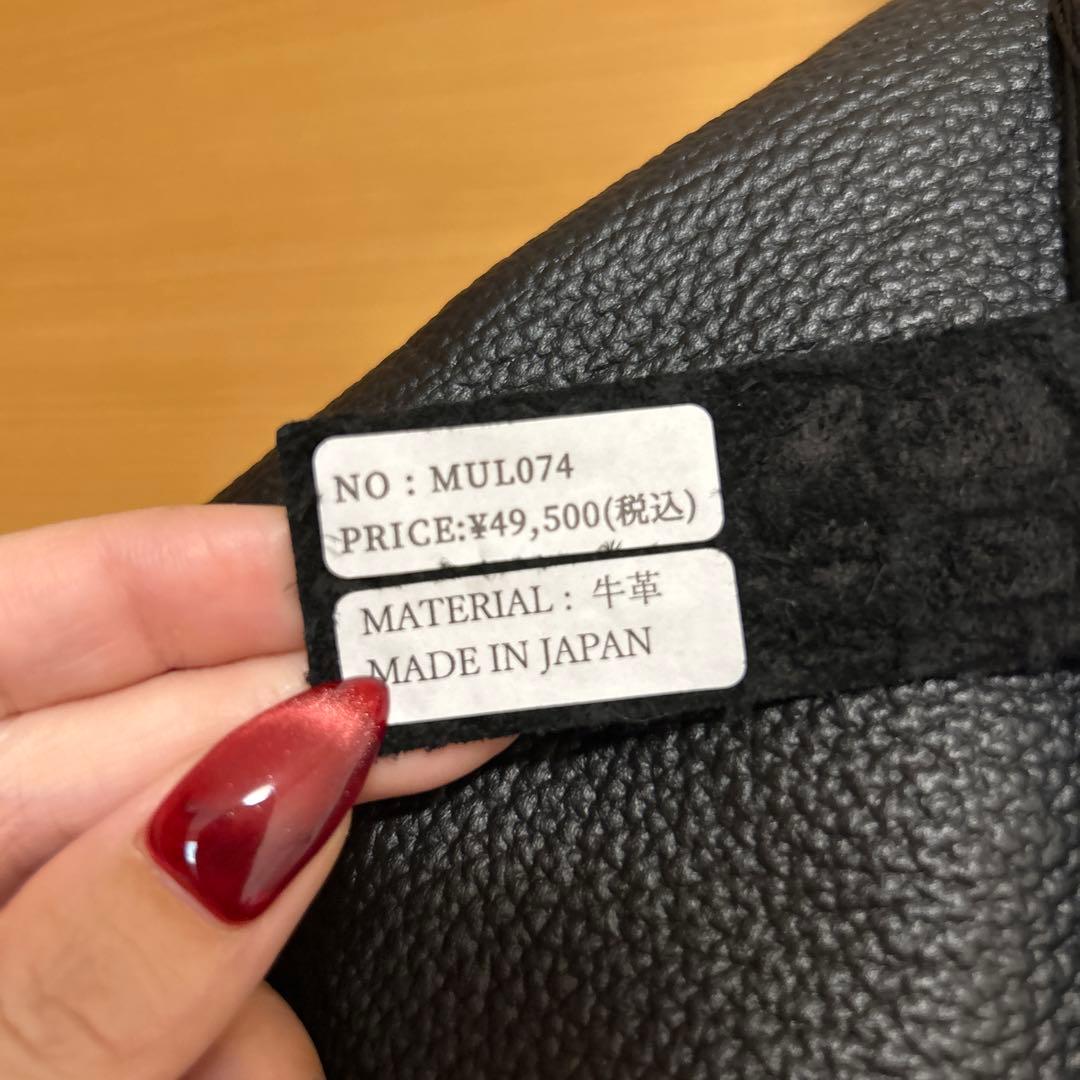 NO : MUL074
PRICE:¥49,500(税込)
MATERIAL : 牛革
MADE IN JAPAN